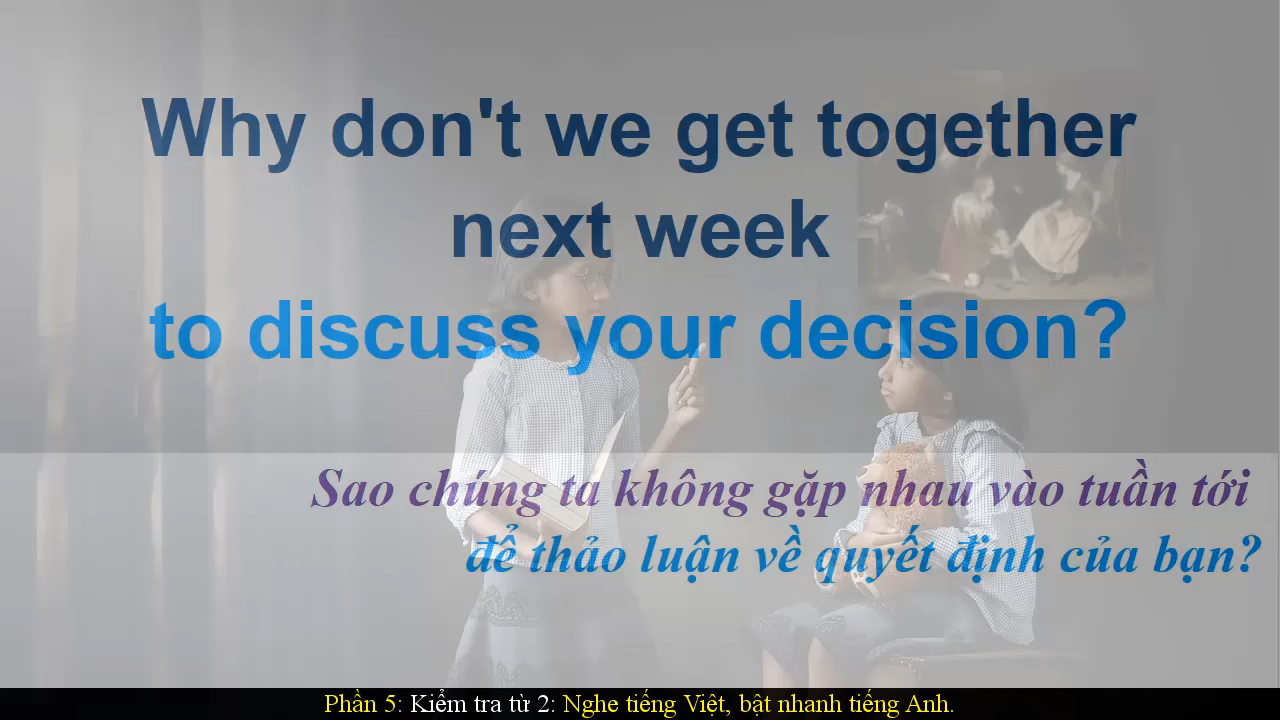 Why don't we get together
next week
to discuss your decision?
Sao chúng ta không gặp nhau vào tuần tới
để thảo luận về quyết định của bạn?
Phần 5: Kiểm tra từ 2: Nghe tiếng Việt, bật nhanh tiếng Anh.